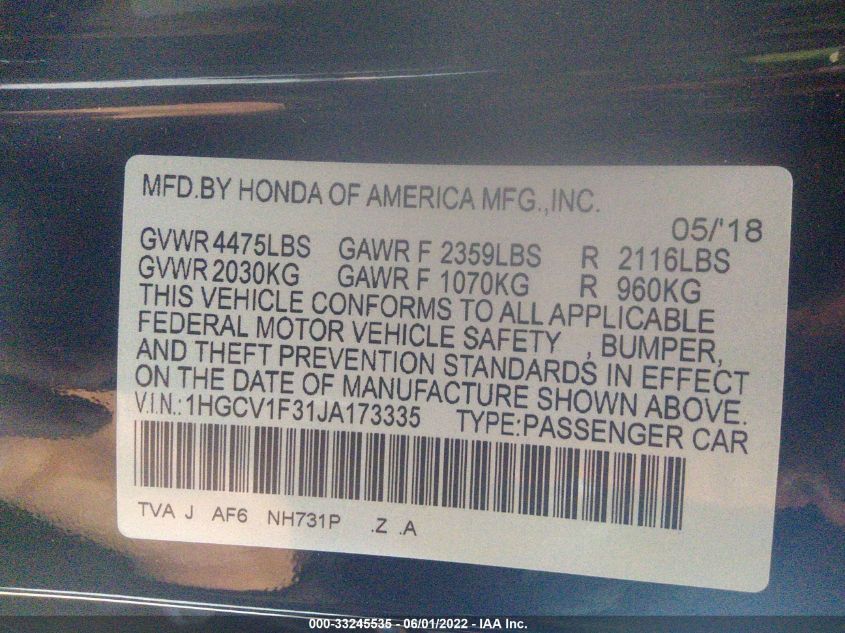 MFD.BY HONDA OF AMERICA MFG.,INC.
05/'18
GVWR 4475LBS GAWR F 2359LBS R 2116LBS
GVWR 2030KG GAWR F 1070KG R 960KG
THIS VEHICLE CONFORMS TO ALL APPLICABLE
FEDERAL MOTOR VEHICLE SAFETY , BUMPER,
AND THEFT PREVENTION STANDARDS IN EFFECT
ON THE DATE OF MANUFACTURE SHOWN ABOVE.
V.I.N.:1HGCV1F31JA173335 TYPE:PASSENGER CAR
TVA J AF6 NH731P .Z .A
000-33245535 - 06/01/2022 - IAA Inc.